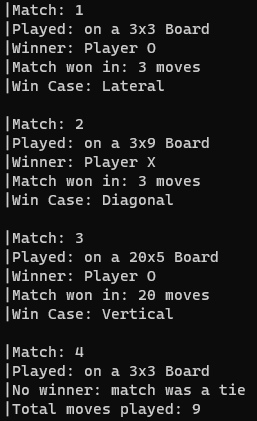 |Match: 1
|Played: on a 3x3 Board
|Winner: Player O
|Match won in: 3 moves
|Win Case: Lateral

|Match: 2
|Played: on a 3x9 Board
|Winner: Player X
|Match won in: 3 moves
|Win Case: Diagonal

|Match: 3
|Played: on a 20x5 Board
|Winner: Player O
|Match won in: 20 moves
|Win Case: Vertical

|Match: 4
|Played: on a 3x3 Board
|No winner: match was a tie
|Total moves played: 9